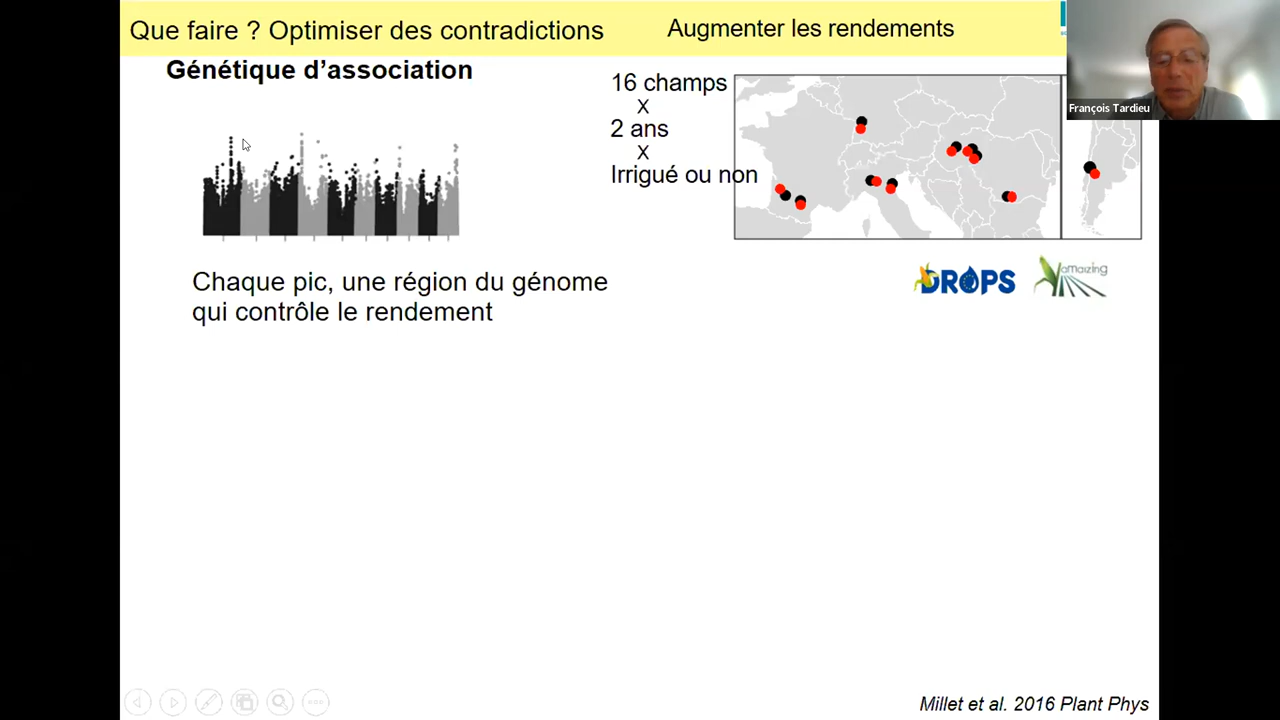 Que faire ? Optimiser des contradictions
Augmenter les rendements
François Tardieu
Génétique d’association
16 champs
X
2 ans
X
Irrigué ou non
Chaque pic, une région du génome
qui contrôle le rendement
DROPS
amaizing
Millet et al. 2016 Plant Phys